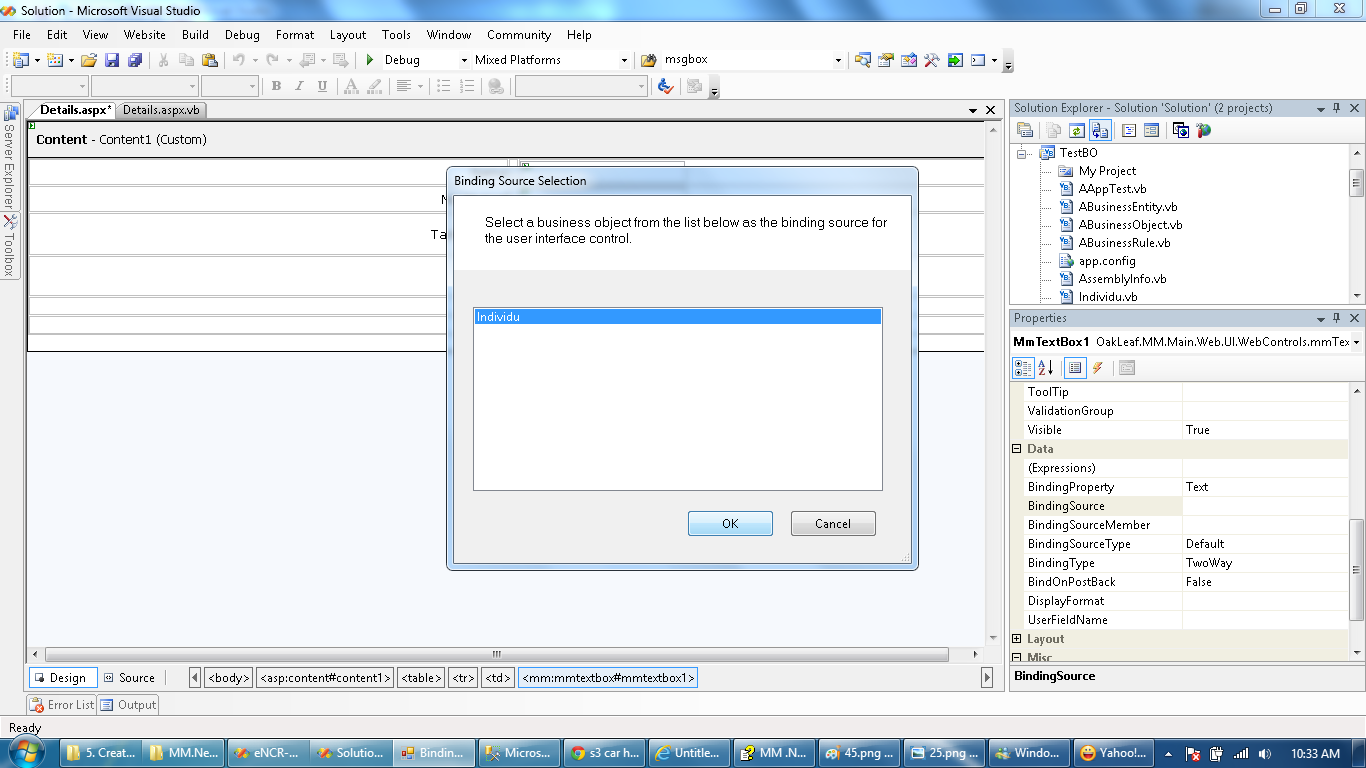 Solution - Microsoft Visual Studio
File Edit View Website Build Debug Format Layout Tools Window Community Help
Debug Mixed Platforms msgbox
B I U A
Details.aspx* Details.aspx.vb
Server Explorer
Toolbox
Content - Content1 (Custom)
Ta
Binding Source Selection
Select a business object from the list below as the binding source for
the user interface control.
Individu
OK Cancel
Design Source <body> <asp:content#content1> <table> <tr> <td> <mm:mmtextbox#mmtextbox1>
Error List Output
Solution Explorer - Solution 'Solution' (2 projects)
TestBO
My Project
AAppTest.vb
ABusinessEntity.vb
ABusinessObject.vb
ABusinessRule.vb
app.config
AssemblyInfo.vb
Individu.vb
Properties
MmTextBox1 OakLeaf.MM.Main.Web.UI.WebControls.mmTex
ToolTip
ValidationGroup
Visible True
Data
(Expressions)
BindingProperty Text
BindingSource
BindingSourceMember
BindingSourceType Default
BindingType TwoWay
BindOnPostBack False
DisplayFormat
UserFieldName
Layout
Misc
BindingSource
Ready
5. Creat... MM.Ne... eNCR-... Solutio... Bindin... Micros... s3 car h... Untitle... MM .N... 45.png ... 25.png ... Windo... Yahoo!... 10:33 AM